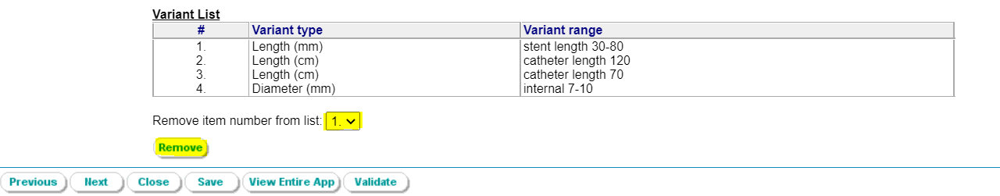 Variant List
# Variant type Variant range
1. Length (mm) stent length 30-80
2. Length (cm) catheter length 120
3. Length (cm) catheter length 70
4. Diameter (mm) internal 7-10
Remove item number from list: 1.
Remove
Previous Next Close Save View Entire App Validate